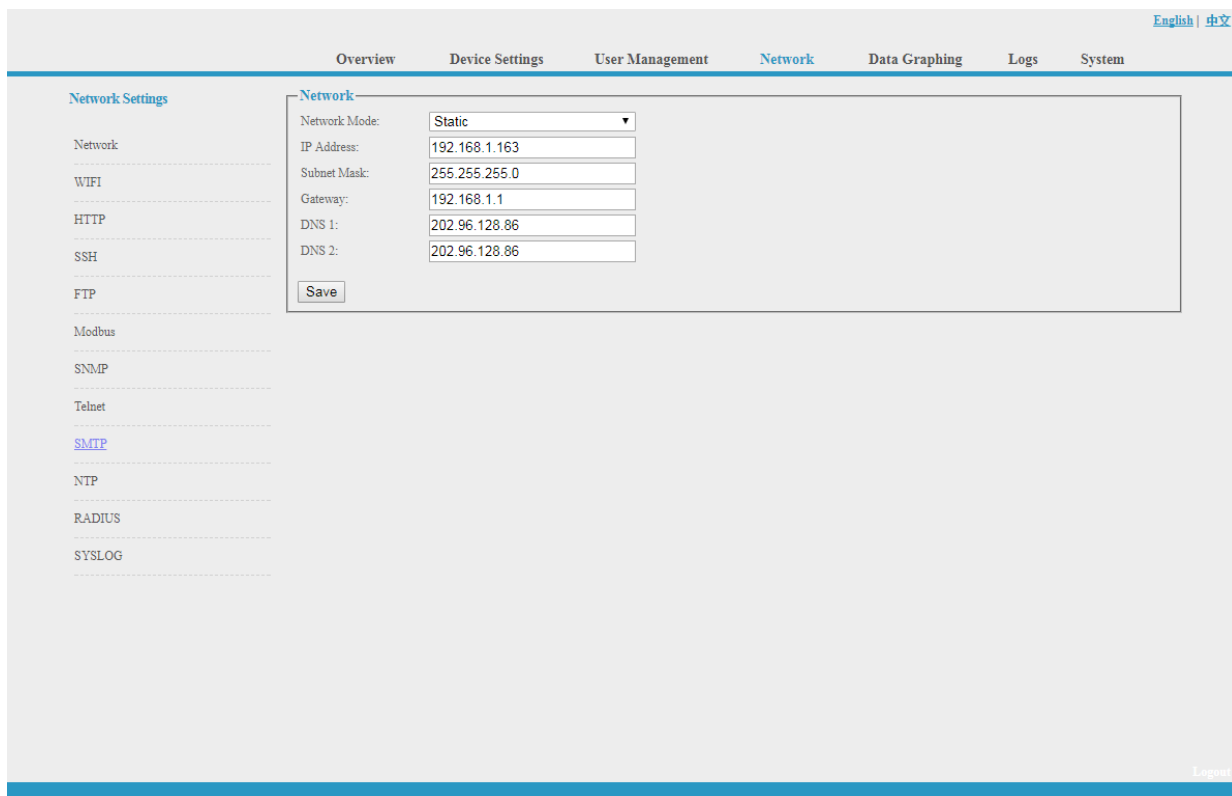 English | 中文
Overview Device Settings User Management Network Data Graphing Logs System
Network Settings
Network
WIFI
HTTP
SSH
FTP
Modbus
SNMP
Telnet
SMTP
NTP
RADIUS
SYSLOG
Network
Network Mode: Static
IP Address: 192.168.1.163
Subnet Mask: 255.255.255.0
Gateway: 192.168.1.1
DNS 1: 202.96.128.86
DNS 2: 202.96.128.86
Save
Logout